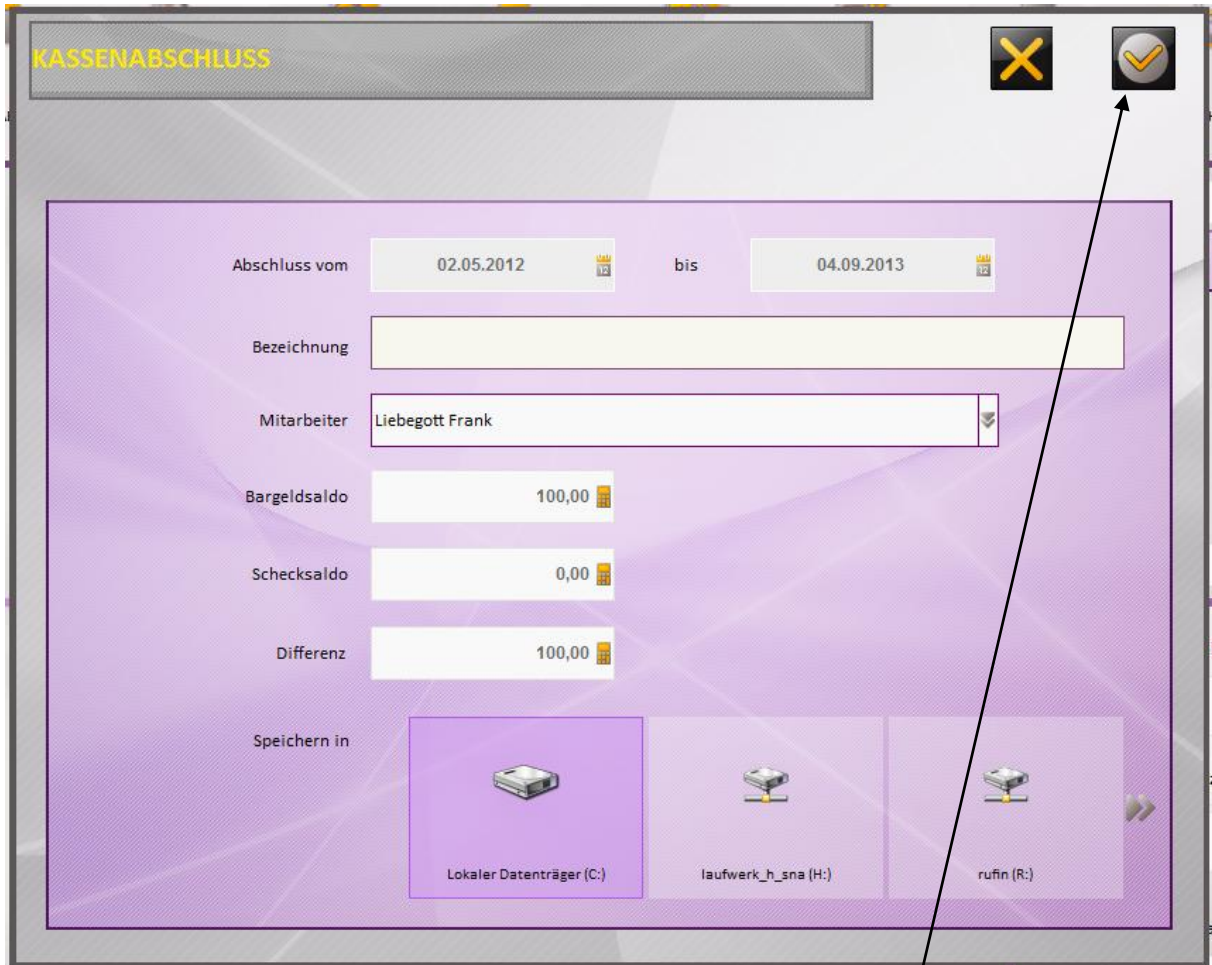 KASSENABSCHLUSS
Abschluss vom 02.05.2012 bis 04.09.2013
Bezeichnung
Mitarbeiter Liebegott Frank
Bargeldsaldo 100,00
Schecksaldo 0,00
Differenz 100,00
Speichern in
Lokaler Datenträger (C:) laufwerk_h_sna (H:) rufin (R:)